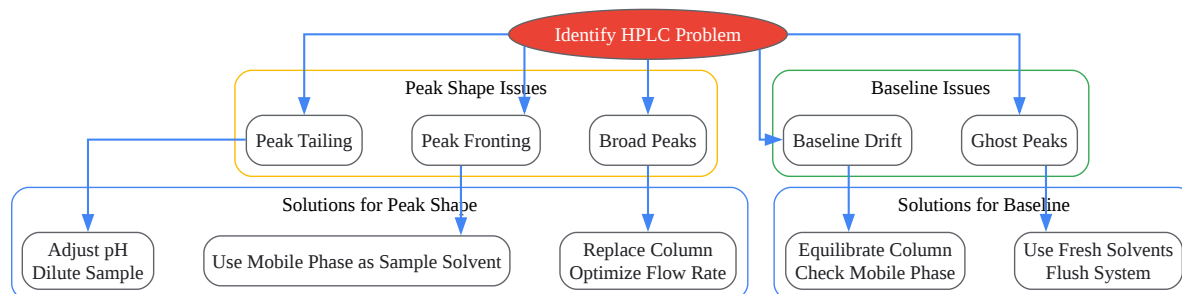 Identify HPLC Problem
Peak Shape Issues
Baseline Issues
Peak Tailing
Peak Fronting
Broad Peaks
Baseline Drift
Ghost Peaks
Solutions for Peak Shape
Solutions for Baseline
Adjust pH
Dilute Sample
Use Mobile Phase as Sample Solvent
Replace Column
Optimize Flow Rate
Equilibrate Column
Check Mobile Phase
Use Fresh Solvents
Flush System